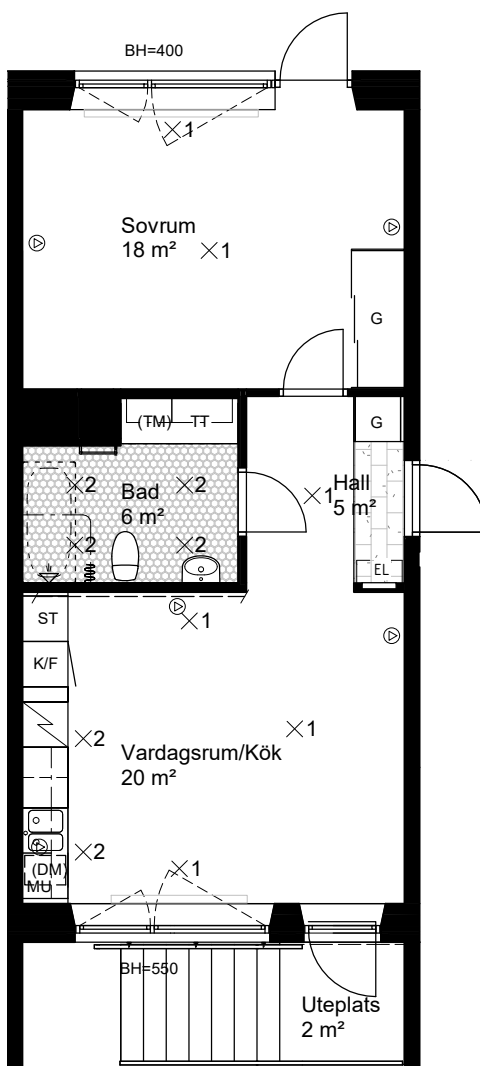 BH=400
1
Sovrum
18 m²
1
G
(TM) TT
G
2
2
Bad
6 m²
1
Hall
5 m²
2
2
EL
ST
1
K/F
1
2
Vardagsrum/Kök
20 m²
2
1
(DM)
MU
BH=550
Uteplats
2 m²